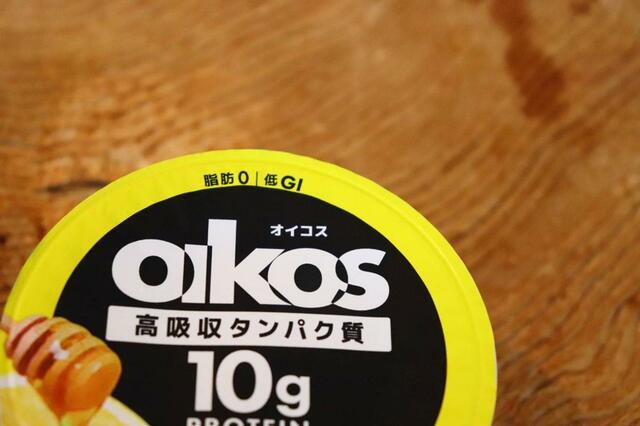 脂肪0|低GI
オイコス
oikos
高吸収タンパク質
10g
PROTEIN